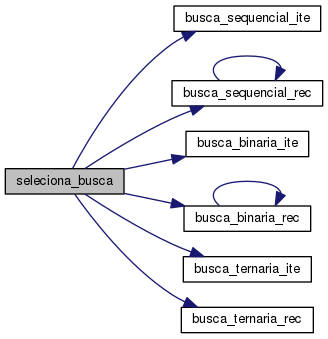 busca_sequencial_ite
busca_sequencial_rec
busca_binaria_ite
seleciona_busca
busca_binaria_rec
busca_ternaria_ite
busca_ternaria_rec